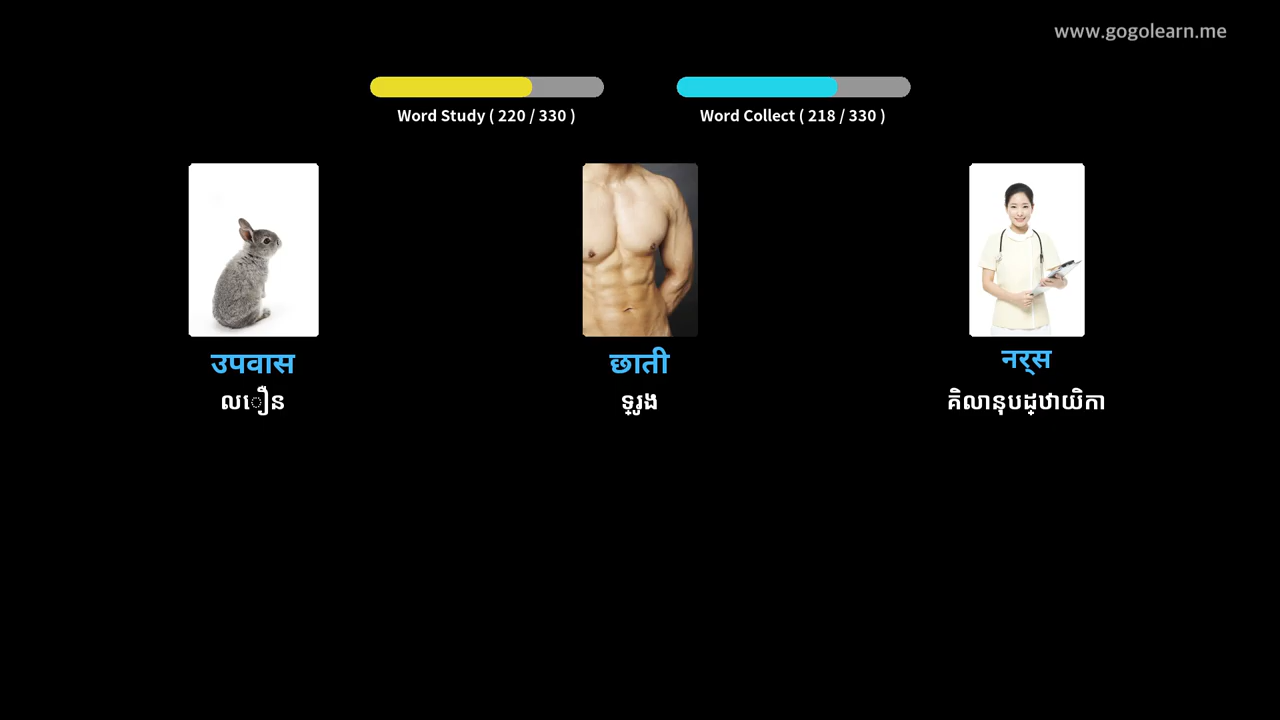 www.gogolearn.me
Word Study ( 220 / 330 )
Word Collect ( 218 / 330 )
उपवास
छाती
नर्स
លឿន
ទ្រូង
គិលានុបដ្ឋាយិកា